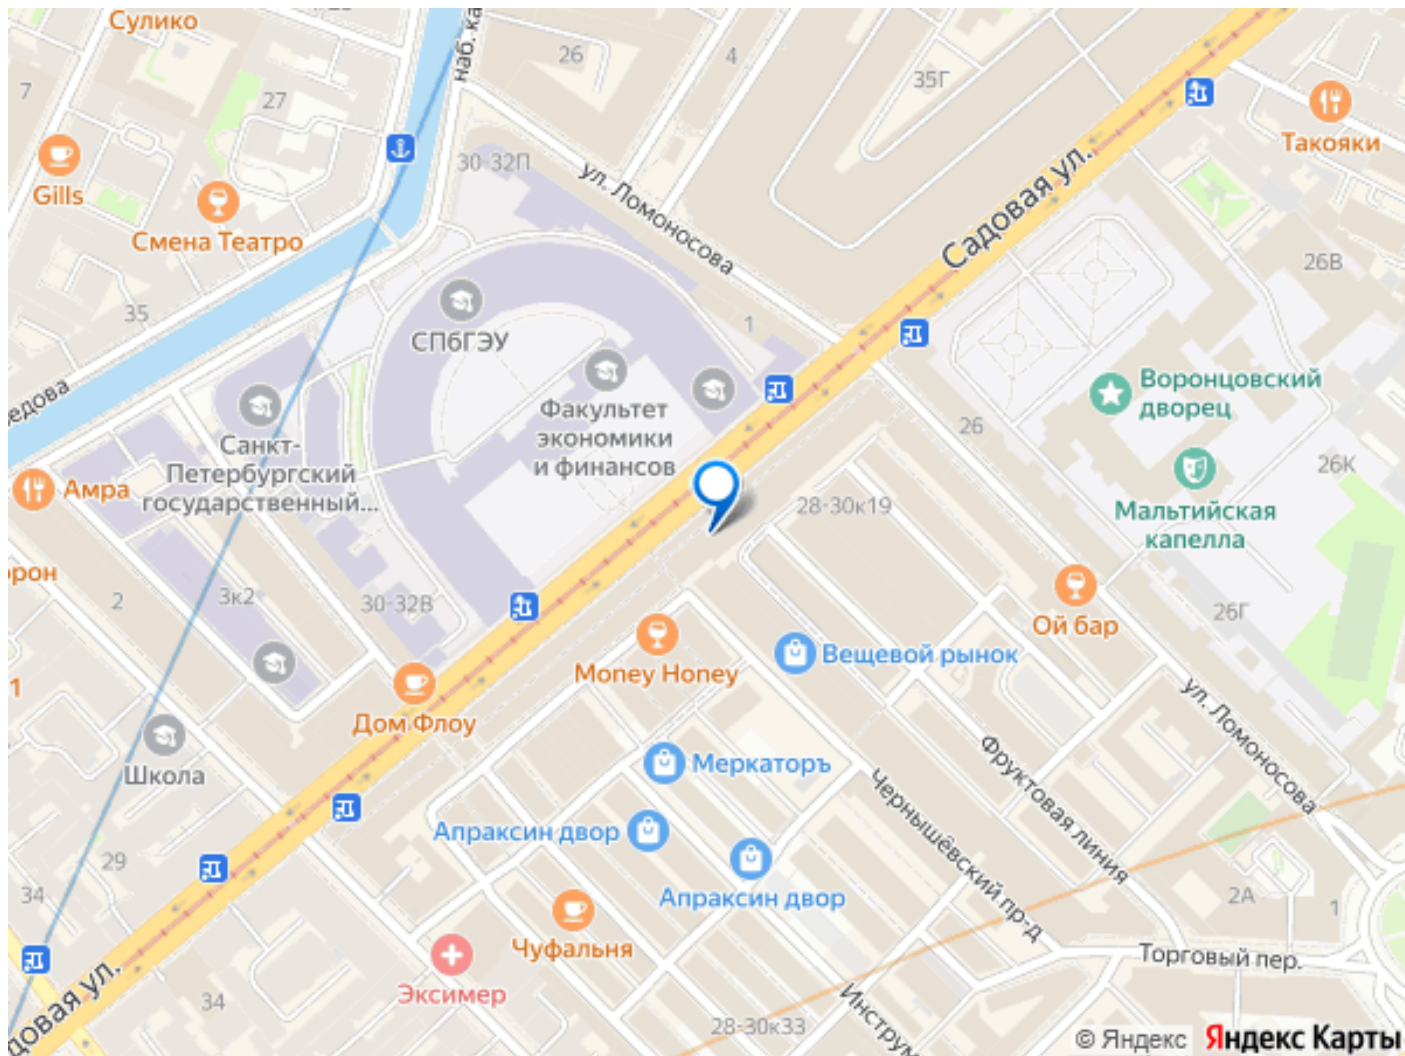 Сулико
наб. ка
26
4
35Г
7
27
Такояки
30-32П
ул. Ломоносова
Садовая ул.
Gills
Смена Театро
26В
35
СПбГЭУ
1
Воронцовский
дворец
едова
Факультет
экономики
и финансов
26
Санкт-
Петербургский
государственный...
26К
Амра
28-30к19
Мальтийская
капелла
орон
2
3к2
30-32В
26Г
Ой бар
Вещевой рынок
Money Honey
1
Дом Флоу
ул. Ломоносова
Школа
Меркаторъ
Фруктовая линия
Чернышёвский пр-д
Апраксин двор
29
34
Апраксин двор
2А
1
Чуфальня
Торговый пер.
Эксимер
34
довая ул.
28-30к33
Инструм
© Яндекс Яндекс Карты